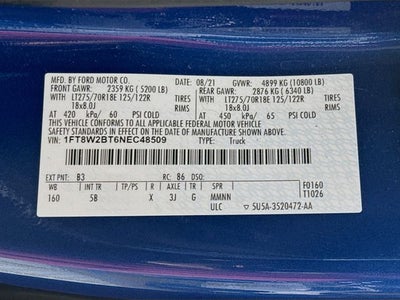 MFD. BY FORD MOTOR CO. 08/21 GVWR: 4899 KG (10800 LB)
FRONT GAWR: 2359 KG (5200 LB) REAR GAWR: 2876 KG (6340 LB)
LT275/70R18E 125/122R TIRES LT275/70R18E 125/122R TIRES
18x8.0J RIMS 18x8.0J RIMS
AT 420 kPa/ 60 PSI COLD AT 450 kPa/ 65 PSI COLD
THIS VEHICLE CONFORMS TO ALL APPLICABLE FEDERAL MOTOR VEHICLE SAFETY
STANDARDS IN EFFECT ON THE DATE OF MANUFACTURE SHOWN ABOVE.
VIN: 1FT8W2BT6NEC48509 TYPE: Truck
EXT PNT: B3 RC: 86 DSO: F0160
WB INT TR TP/PS R AXLE TR T1026
160 5B X 3J G MMNC
UNLC 5U5A-3520472-AA